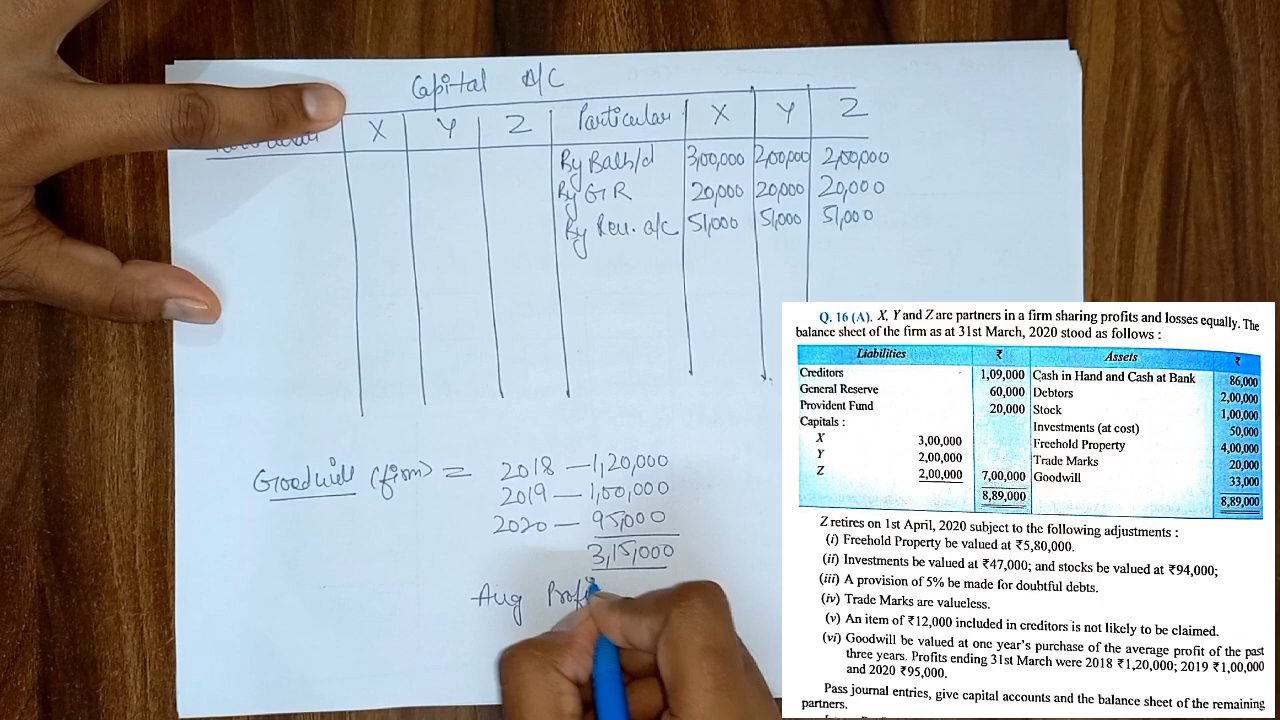 Capital A/C
X Y Z Particular X Y Z
By Bal b/d 3,00,000 2,00,000 2,00,000
By G R 20,000 20,000 20,000
By Rev. a/c 51,000 51,000 51,000
Goodwill (firm) = 2018 — 1,20,000
2019 — 1,00,000
2020 — 95,000
3,15,000
Avg Profi
Q. 16 (A). X, Y and Z are partners in a firm sharing profits and losses equally. The
balance sheet of the firm as at 31st March, 2020 stood as follows :
Liabilities ₹ Assets ₹
Creditors 1,09,000 Cash in Hand and Cash at Bank 86,000
General Reserve 60,000 Debtors 2,00,000
Provident Fund 20,000 Stock 1,00,000
Capitals : Investments (at cost) 50,000
X 3,00,000 Freehold Property 4,00,000
Y 2,00,000 Trade Marks 20,000
Z 2,00,000 7,00,000 Goodwill 33,000
8,89,000 8,89,000
Z retires on 1st April, 2020 subject to the following adjustments :
(i) Freehold Property be valued at ₹5,80,000.
(ii) Investments be valued at ₹47,000; and stocks be valued at ₹94,000;
(iii) A provision of 5% be made for doubtful debts.
(iv) Trade Marks are valueless.
(v) An item of ₹12,000 included in creditors is not likely to be claimed.
(vi) Goodwill be valued at one year's purchase of the average profit of the past
three years. Profits ending 31st March were 2018 ₹1,20,000; 2019 ₹1,00,000
and 2020 ₹95,000.
Pass journal entries, give capital accounts and the balance sheet of the remaining
partners.